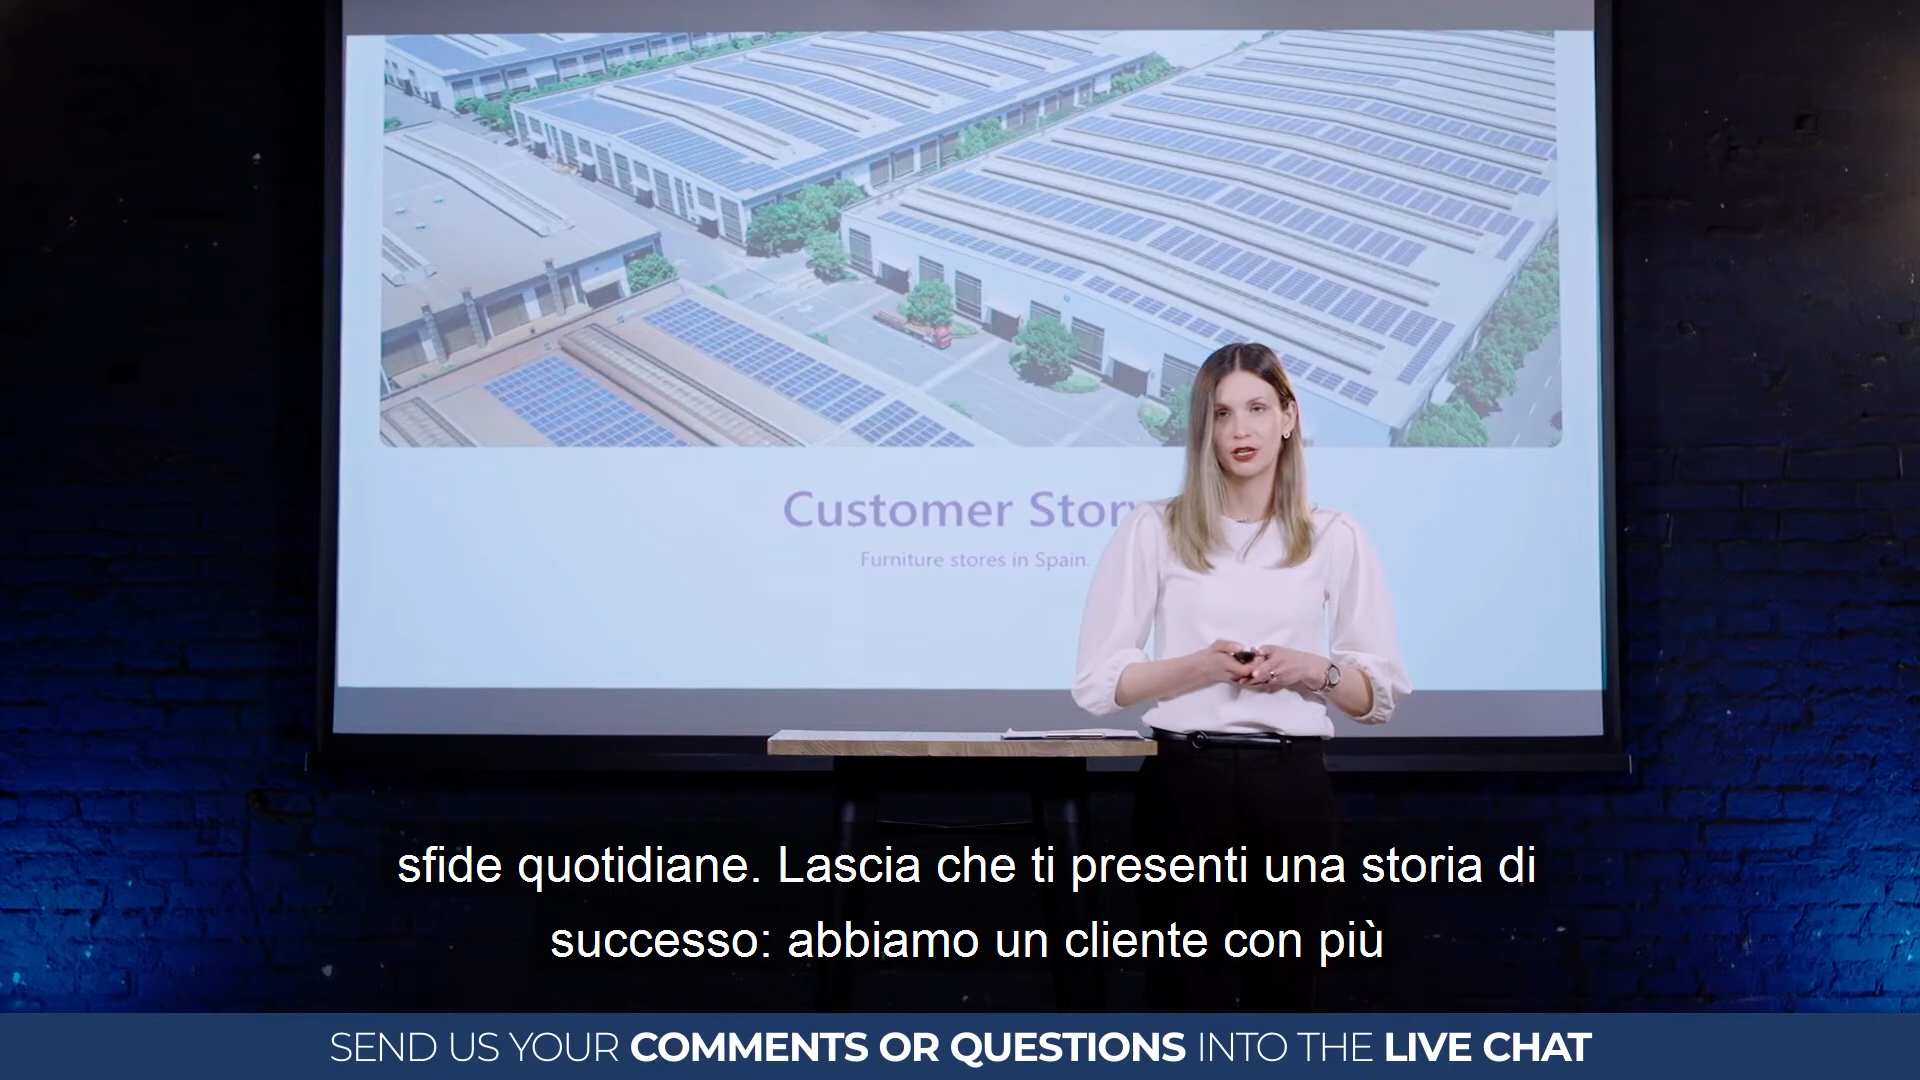 Customer Story
Furniture stores in Spain.
sfide quotidiane. Lascia che ti presenti una storia di
successo: abbiamo un cliente con più
SEND US YOUR COMMENTS OR QUESTIONS INTO THE LIVE CHAT